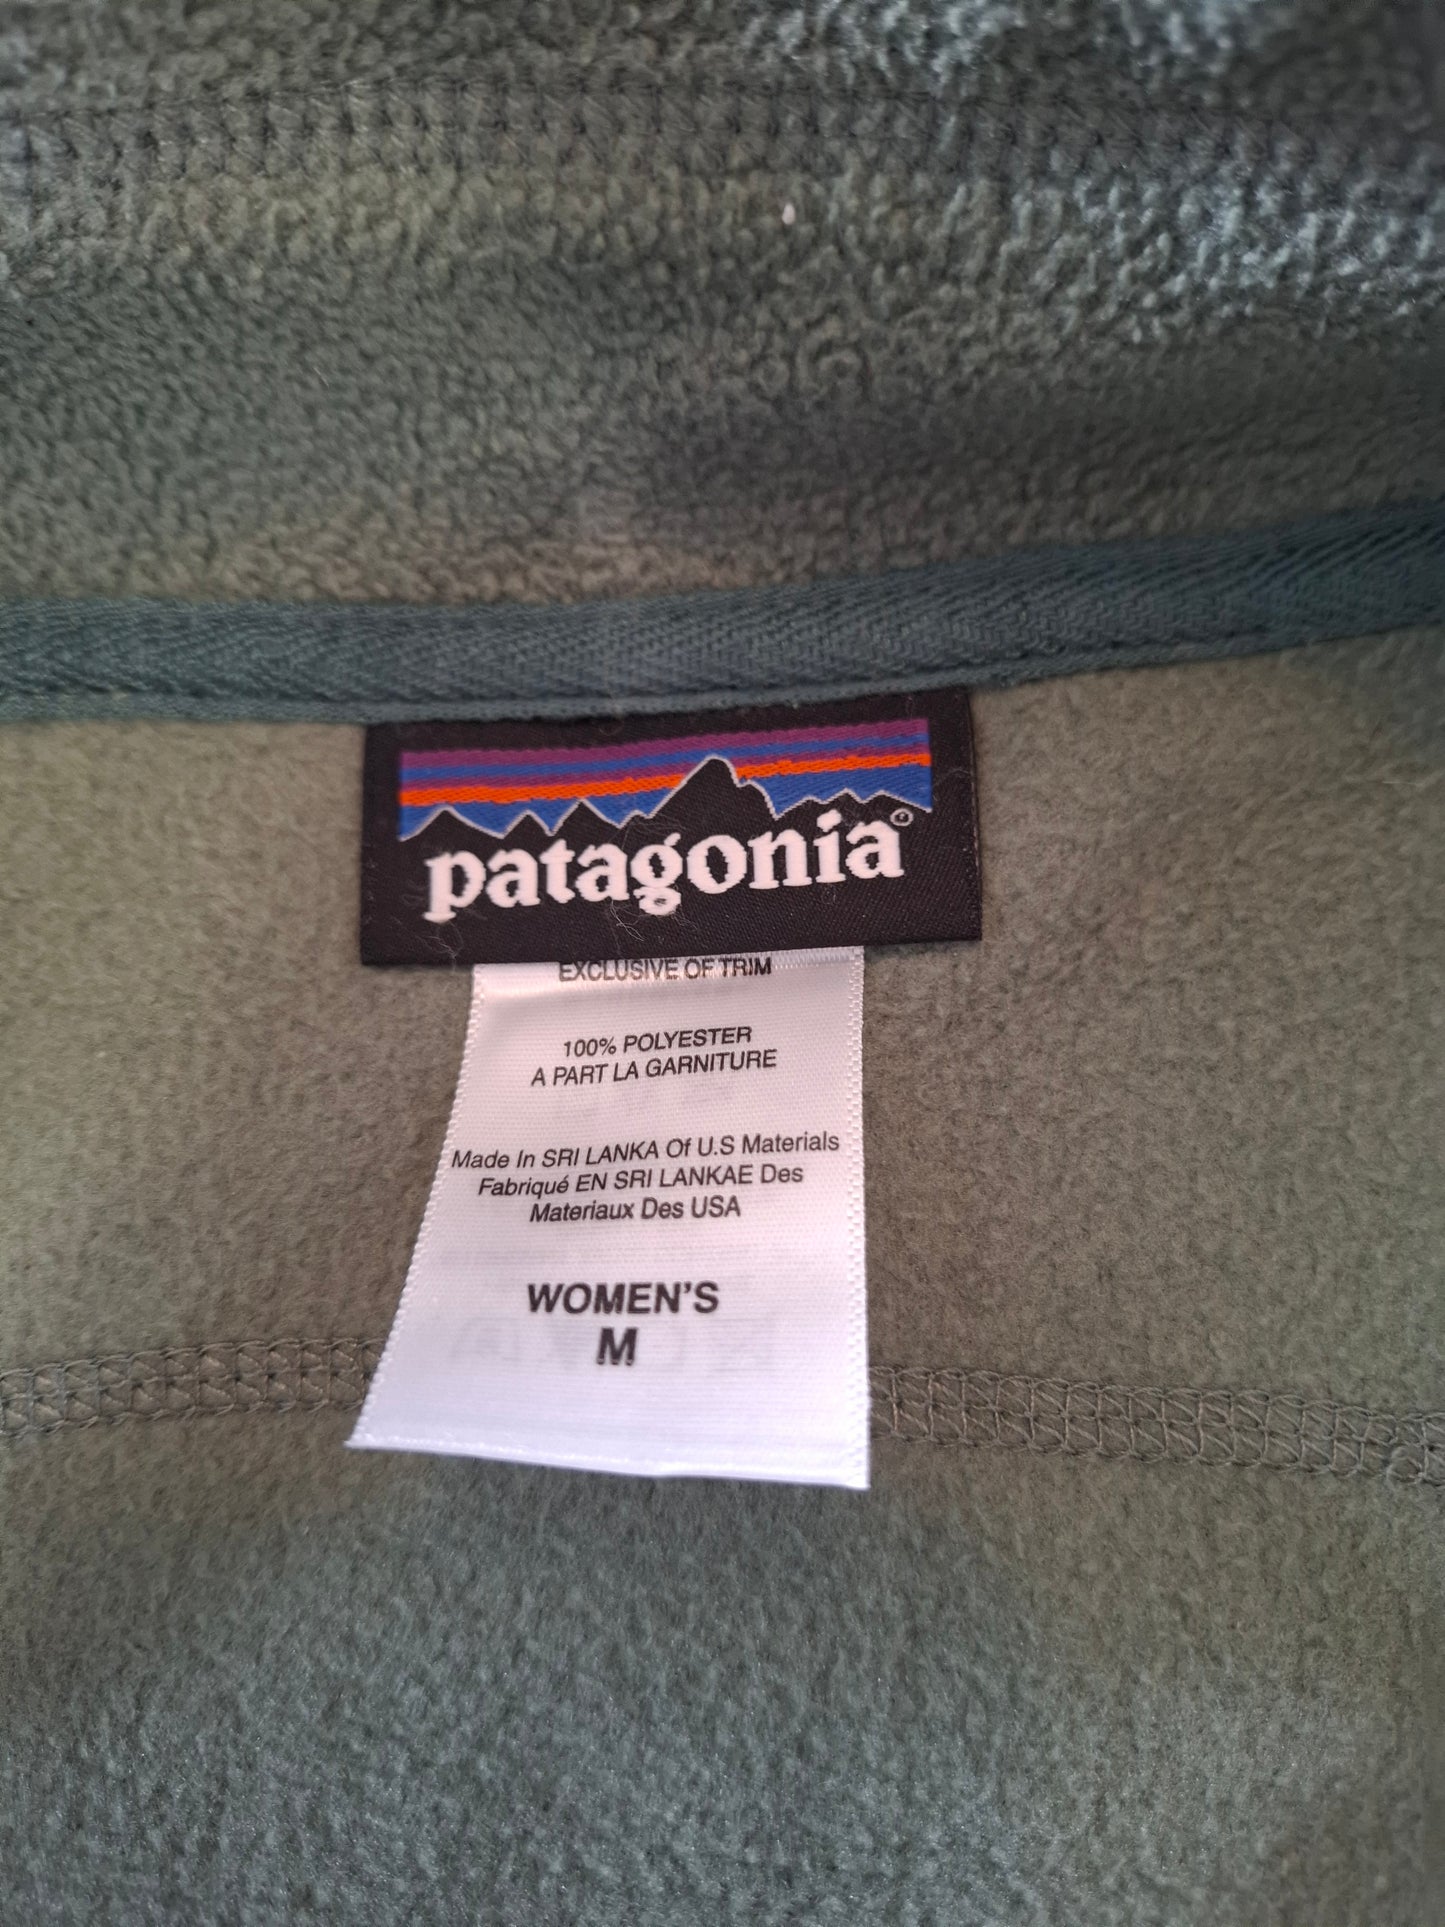 patagonia®
EXCLUSIVE OF TRIM
100% POLYESTER
A PART LA GARNITURE
Made In SRI LANKA Of U.S Materials
Fabriqué EN SRI LANKAE Des
Materiaux Des USA
WOMEN'S
M